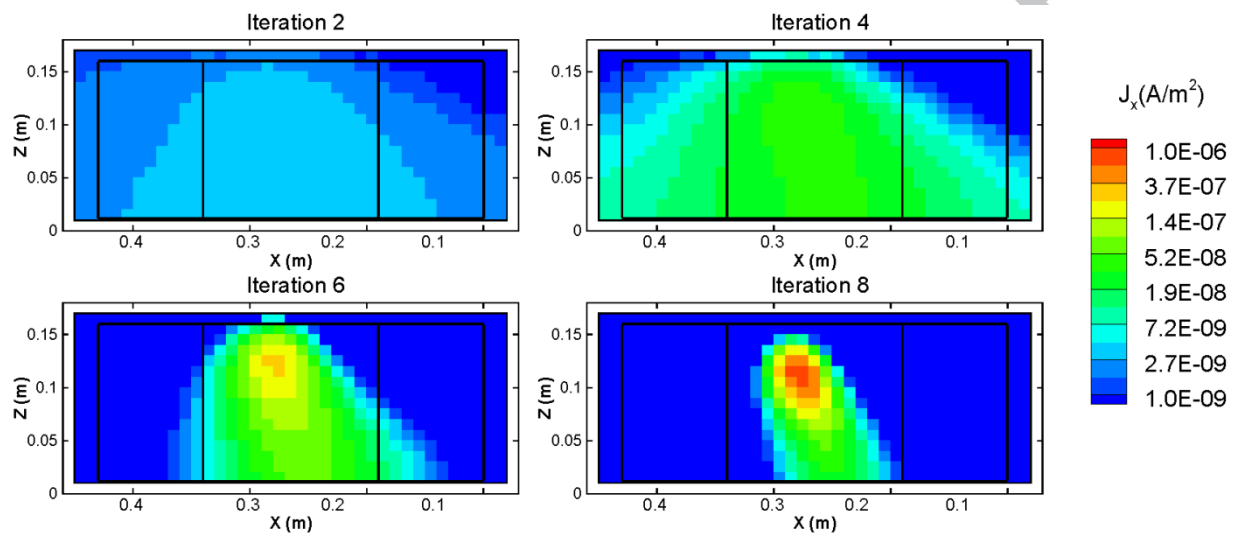 Iteration 2
Z (m)
0.15
0.1
0.05
0
0.4
0.3
0.2
0.1
X (m)
Iteration 4
Z (m)
0.15
0.1
0.05
0
0.4
0.3
0.2
0.1
X (m)
Iteration 6
Z (m)
0.15
0.1
0.05
0
0.4
0.3
0.2
0.1
X (m)
Iteration 8
Z (m)
0.15
0.1
0.05
0
0.4
0.3
0.2
0.1
X (m)
Jₓ(A/m²)
1.0E-06
3.7E-07
1.4E-07
5.2E-08
1.9E-08
7.2E-09
2.7E-09
1.0E-09